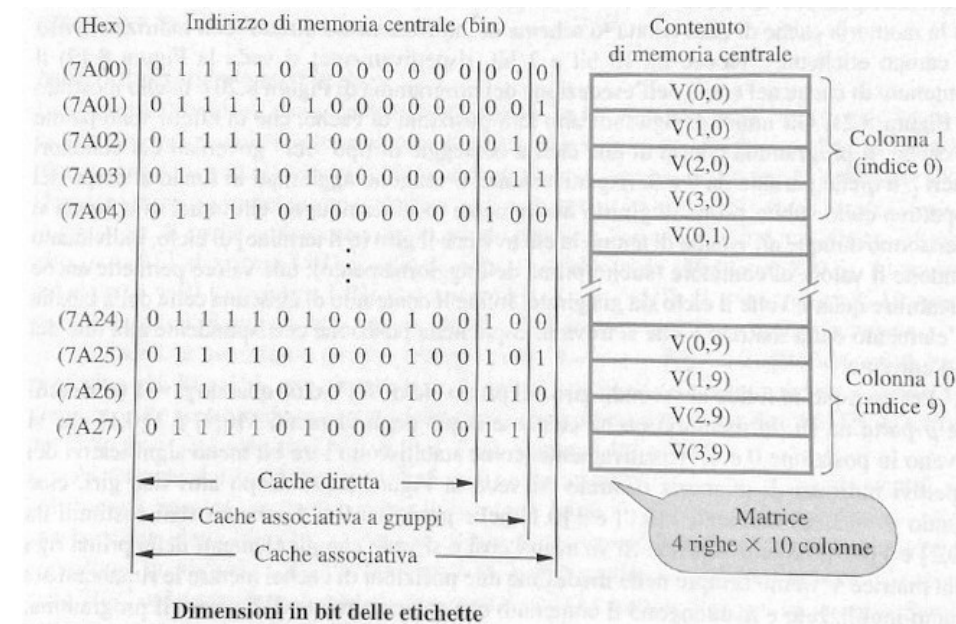 (Hex) Indirizzo di memoria centrale (bin) Contenuto
di memoria centrale
(7A00) 0 1 1 1 1 0 1 0 0 0 0 0 0 0 0 0 V(0,0)
(7A01) 0 1 1 1 1 0 1 0 0 0 0 0 0 0 0 1 V(1,0)
(7A02) 0 1 1 1 1 0 1 0 0 0 0 0 0 0 1 0 V(2,0)
(7A03) 0 1 1 1 1 0 1 0 0 0 0 0 0 0 1 1 V(3,0)
(7A04) 0 1 1 1 1 0 1 0 0 0 0 0 0 1 0 0 V(0,1)
Colonna 1
(indice 0)
(7A24) 0 1 1 1 1 0 1 0 0 0 1 0 0 1 0 0 V(0,9)
(7A25) 0 1 1 1 1 0 1 0 0 0 1 0 0 1 0 1 V(1,9)
(7A26) 0 1 1 1 1 0 1 0 0 0 1 0 0 1 1 0 V(2,9)
(7A27) 0 1 1 1 1 0 1 0 0 0 1 0 0 1 1 1 V(3,9)
Colonna 10
(indice 9)
Cache diretta
Cache associativa a gruppi
Cache associativa
Matrice
4 righe × 10 colonne
Dimensioni in bit delle etichette